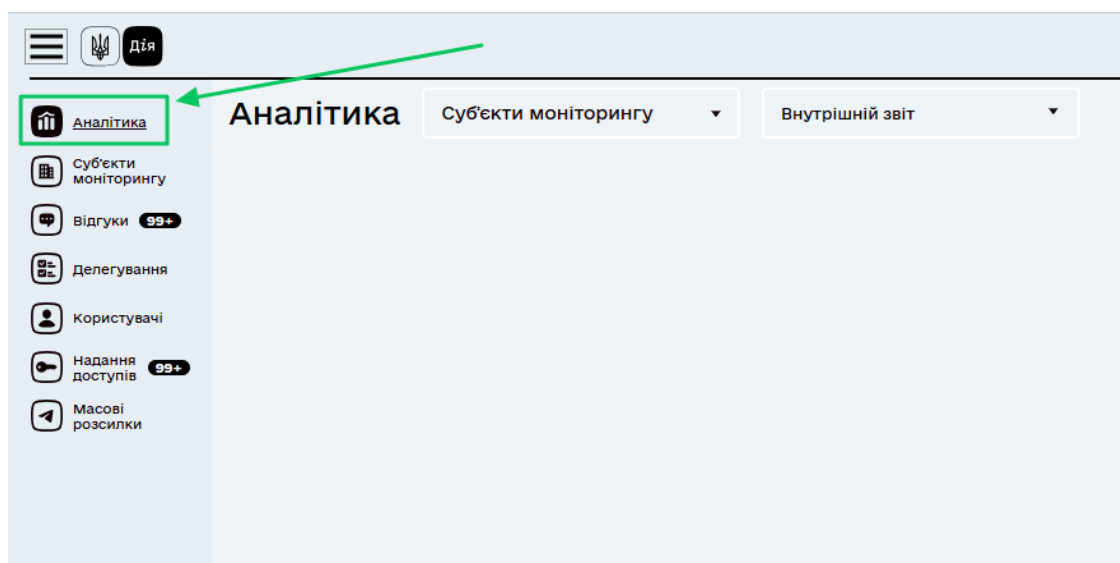 Дія
Аналітика
Суб'єкти моніторингу
Внутрішній звіт
Аналітика
Суб'єкти
моніторингу
Відгуки 99+
Делегування
Користувачі
Надання
доступів 99+
Масові
розсилки